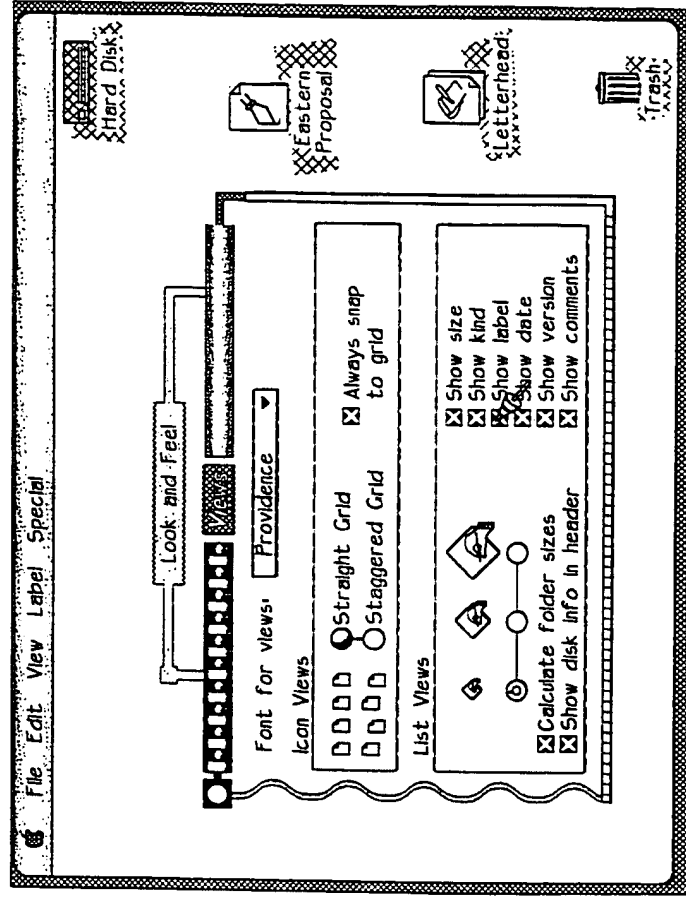 File Edit View Label Special
Hard Disk
Look and Feel
Views
Font for views:
Providence
Icon Views
Straight Grid
Staggered Grid
Always snap
to grid
Eastern
Proposal
List Views
Show size
Show kind
Show label
Show date
Show version
Show comments
Calculate folder sizes
Show disk info in header
Letterhead
Trash